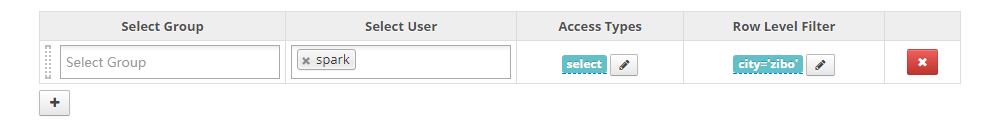 Select Group Select User Access Types Row Level Filter
Select Group × spark select city='zibo'